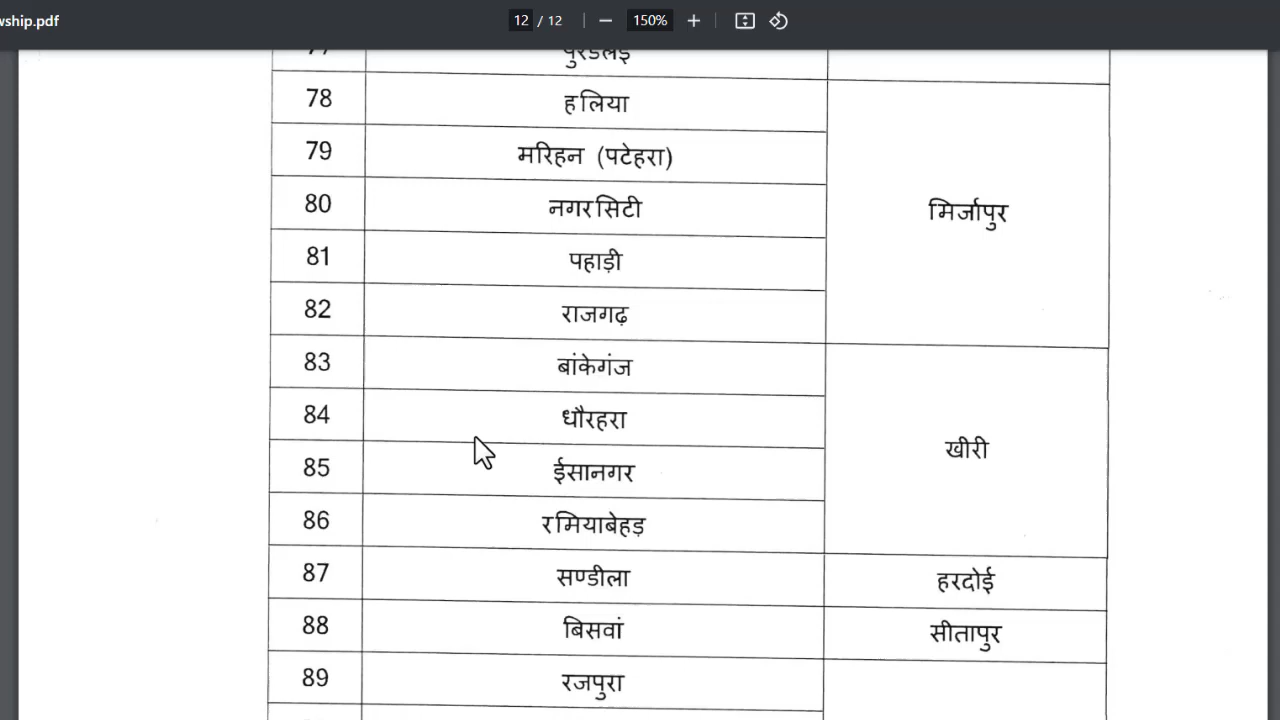 wship.pdf
12 / 12
150%
78 हलिया
79 मरिहन (पटेहरा)
80 नगरसिटी मिर्जापुर
81 पहाड़ी
82 राजगढ़
83 बांकेगंज
84 धौरहरा
खीरी
85 ईसानगर
86 रमियाबेहड़
87 सण्डीला हरदोई
88 बिसवां सीतापुर
89 रजपुरा